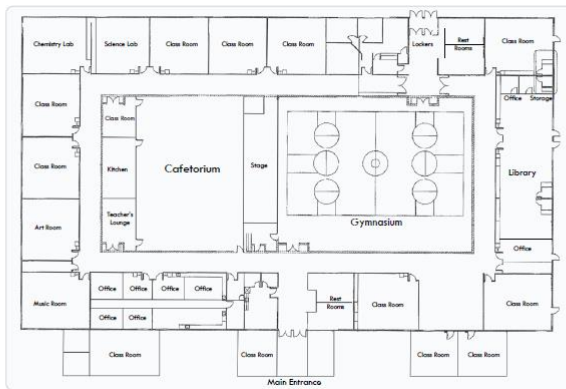 Chemistry Lab
Science Lab
Class Room
Class Room
Class Room
Lockers
Rest
Rooms
Class Room
Class Room
Class Room
Office
Storage
Class Room
Kitchen
Cafetorium
Stage
Library
Art Room
Teacher's
Lounge
Gymnasium
Office
Music Room
Office
Office
Office
Office
Office
Office
Rest
Rooms
Class Room
Class Room
Class Room
Class Room
Class Room
Class Room
Main Entrance